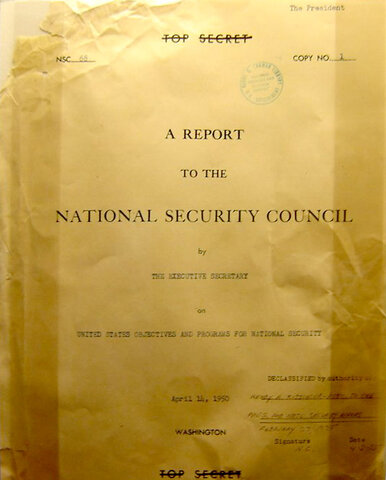 The President
TOP SECRET
NSC 68
COPY NO. 1
A REPORT
TO THE
NATIONAL SECURITY COUNCIL
by
THE EXECUTIVE SECRETARY
on
UNITED STATES OBJECTIVES AND PROGRAMS FOR NATIONAL SECURITY
DECLASSIFIED by authority of
April 14, 1950
WASHINGTON
Signature
Date
TOP SECRET